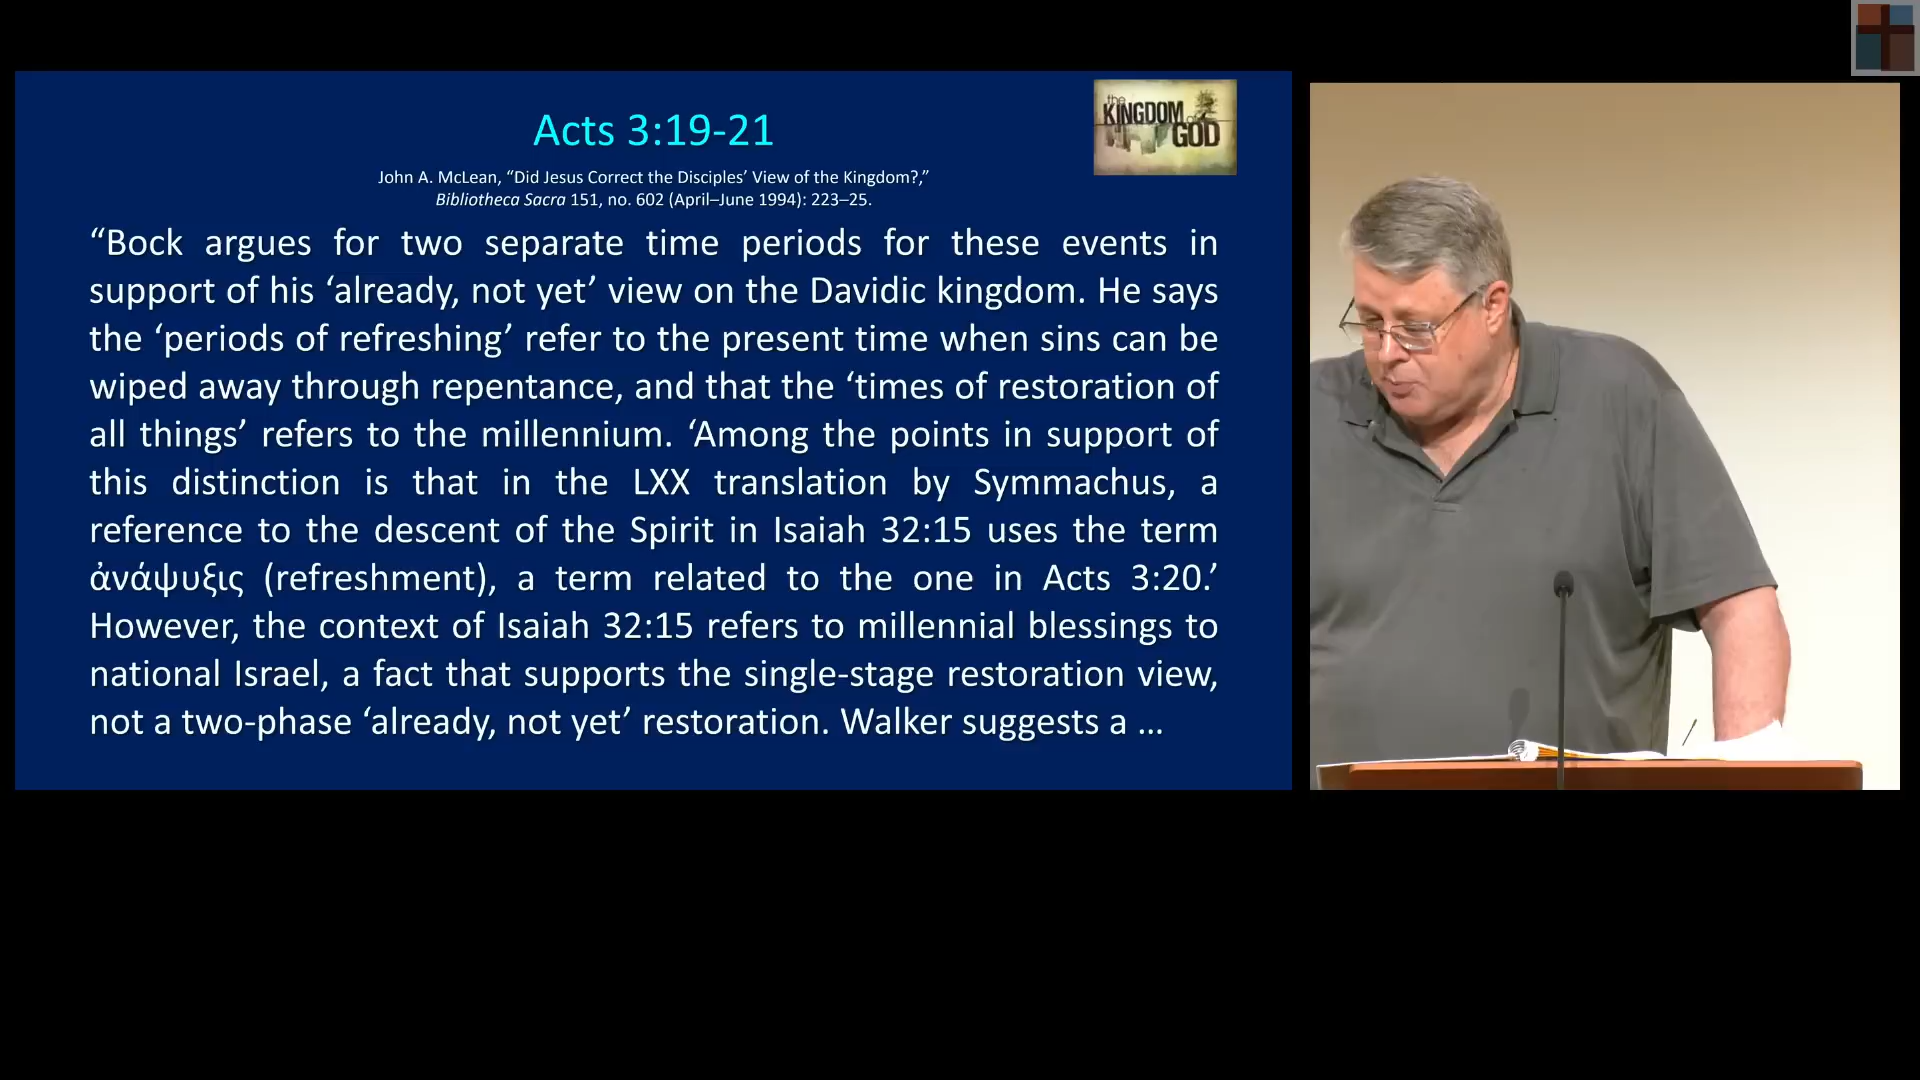 the
KINGDOM
of
GOD
Acts 3:19-21
John A. McLean, “Did Jesus Correct the Disciples’ View of the Kingdom?,”
Bibliotheca Sacra 151, no. 602 (April–June 1994): 223–25.
“Bock argues for two separate time periods for these events in
support of his ‘already, not yet’ view on the Davidic kingdom. He says
the ‘periods of refreshing’ refer to the present time when sins can be
wiped away through repentance, and that the ‘times of restoration of
all things’ refers to the millennium. ‘Among the points in support of
this distinction is that in the LXX translation by Symmachus, a
reference to the descent of the Spirit in Isaiah 32:15 uses the term
ἀνάψυξις (refreshment), a term related to the one in Acts 3:20.’
However, the context of Isaiah 32:15 refers to millennial blessings to
national Israel, a fact that supports the single-stage restoration view,
not a two-phase ‘already, not yet’ restoration. Walker suggests a …